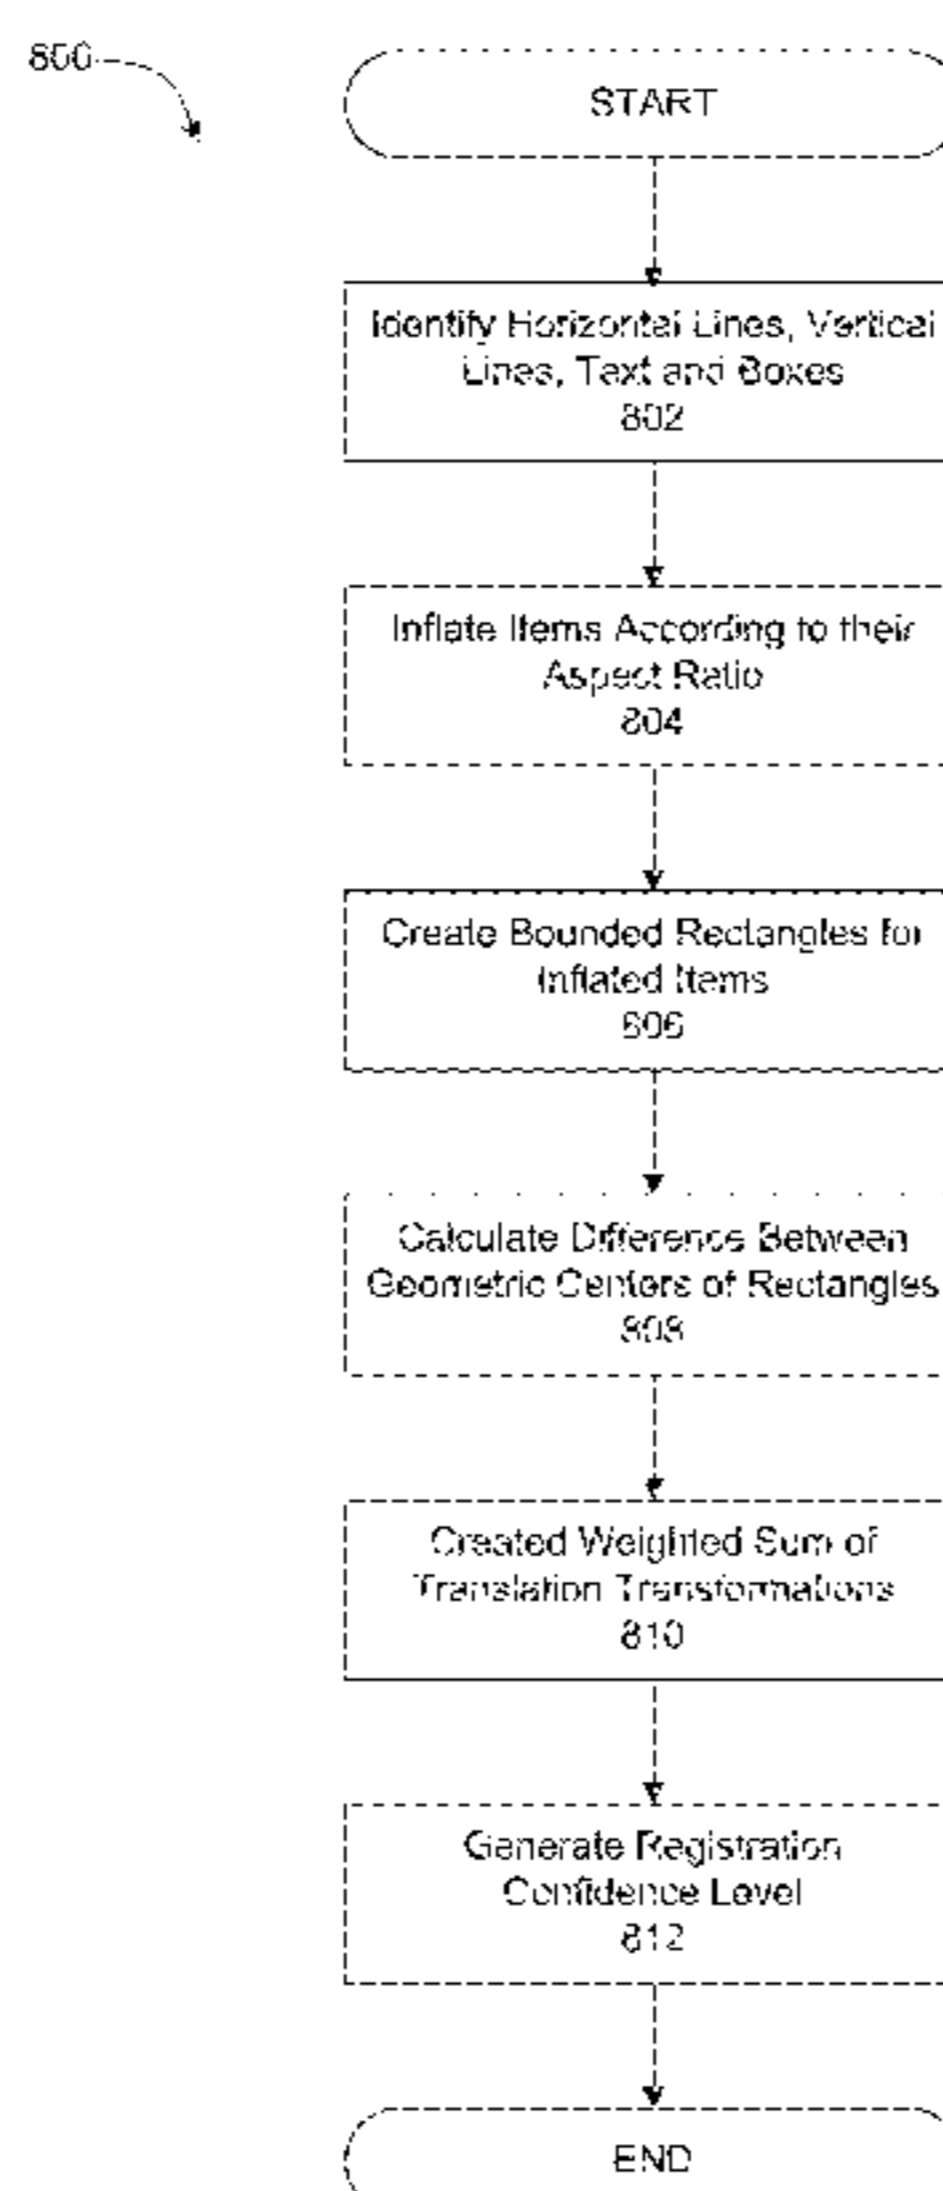 800
START
Identify Horizontal Lines, Vertical
Lines, Text and Boxes
802
Inflate Items According to their
Aspect Ratio
804
Create Bounded Rectangles for
Inflated Items
806
Calculate Difference Between
Geometric Centers of Rectangles
808
Created Weighted Sum of
Translation Transformations
810
Generate Registration
Confidence Level
812
END